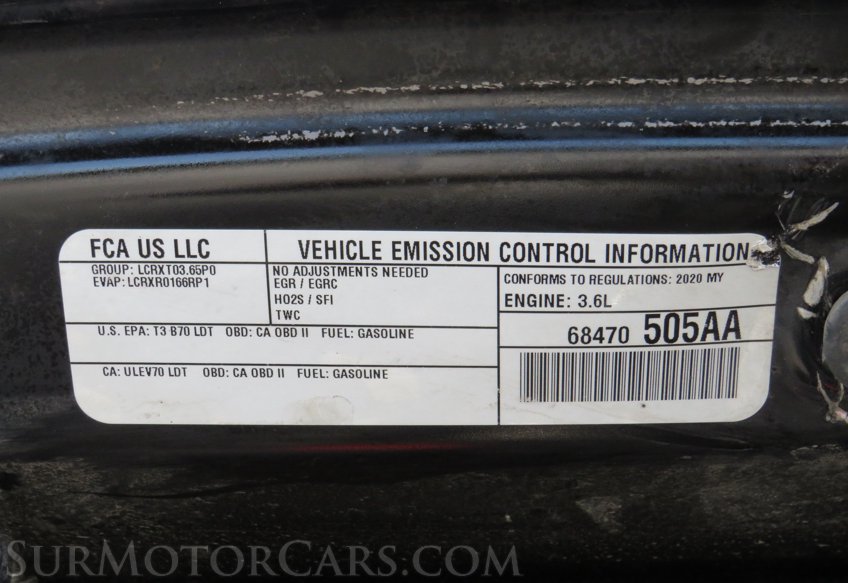 FCA US LLC
VEHICLE EMISSION CONTROL INFORMATION
GROUP: LCRXT03.65P0
EVAP: LCRXR0166RP1
NO ADJUSTMENTS NEEDED
EGR / EGRC
HO2S / SFI
TWC
CONFORMS TO REGULATIONS: 2020 MY
ENGINE: 3.6L
U.S. EPA: T3 B70 LDT OBD: CA OBD II FUEL: GASOLINE
68470 505AA
CA: ULEV70 LDT OBD: CA OBD II FUEL: GASOLINE
SURMOTORCARS.COM